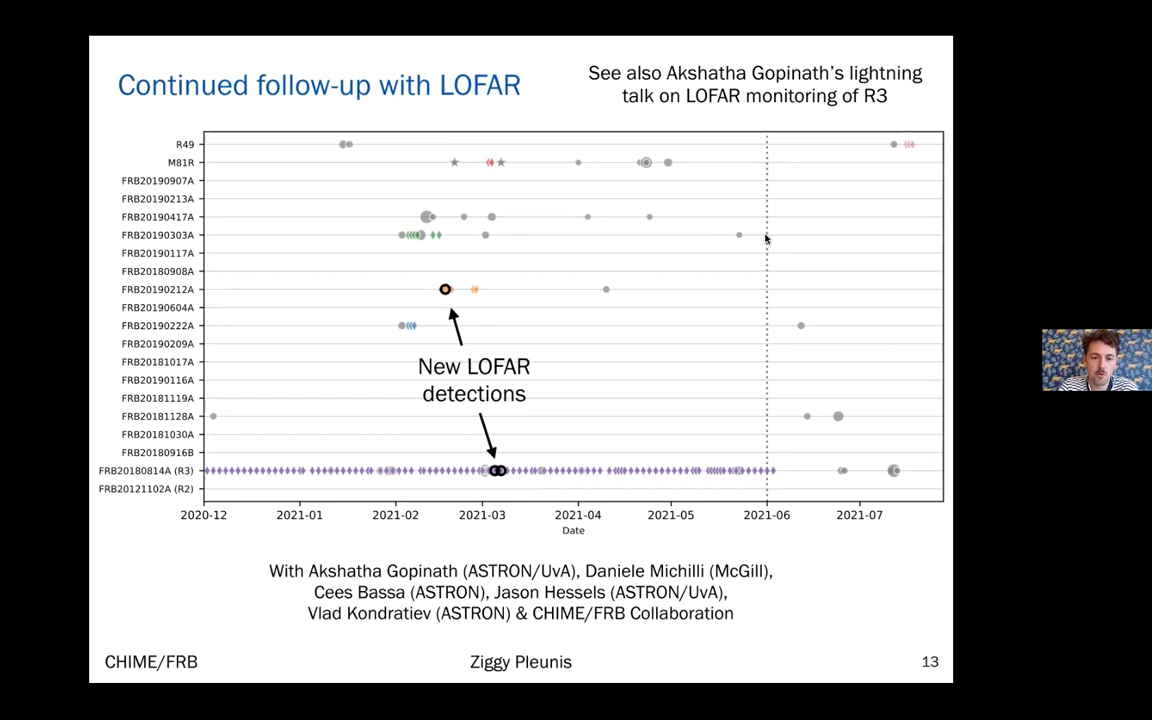 Continued follow-up with LOFAR
See also Akshatha Gopinath's lightning
talk on LOFAR monitoring of R3
R49
M81R
FRB20190907A
FRB20190213A
FRB20190417A
FRB20190303A
FRB20190117A
FRB20180908A
FRB20190212A
FRB20190604A
FRB20190222A
FRB20190209A
FRB20181017A
FRB20190116A
FRB20181119A
FRB20181128A
FRB20181030A
FRB20180916B
FRB20180814A (R3)
FRB20121102A (R2)
New LOFAR
detections
2020-12 2021-01 2021-02 2021-03 2021-04 2021-05 2021-06 2021-07
Date
With Akshatha Gopinath (ASTRON/UvA), Daniele Michilli (McGill),
Cees Bassa (ASTRON), Jason Hessels (ASTRON/UvA),
Vlad Kondratiev (ASTRON) & CHIME/FRB Collaboration
CHIME/FRB Ziggy Pleunis 13